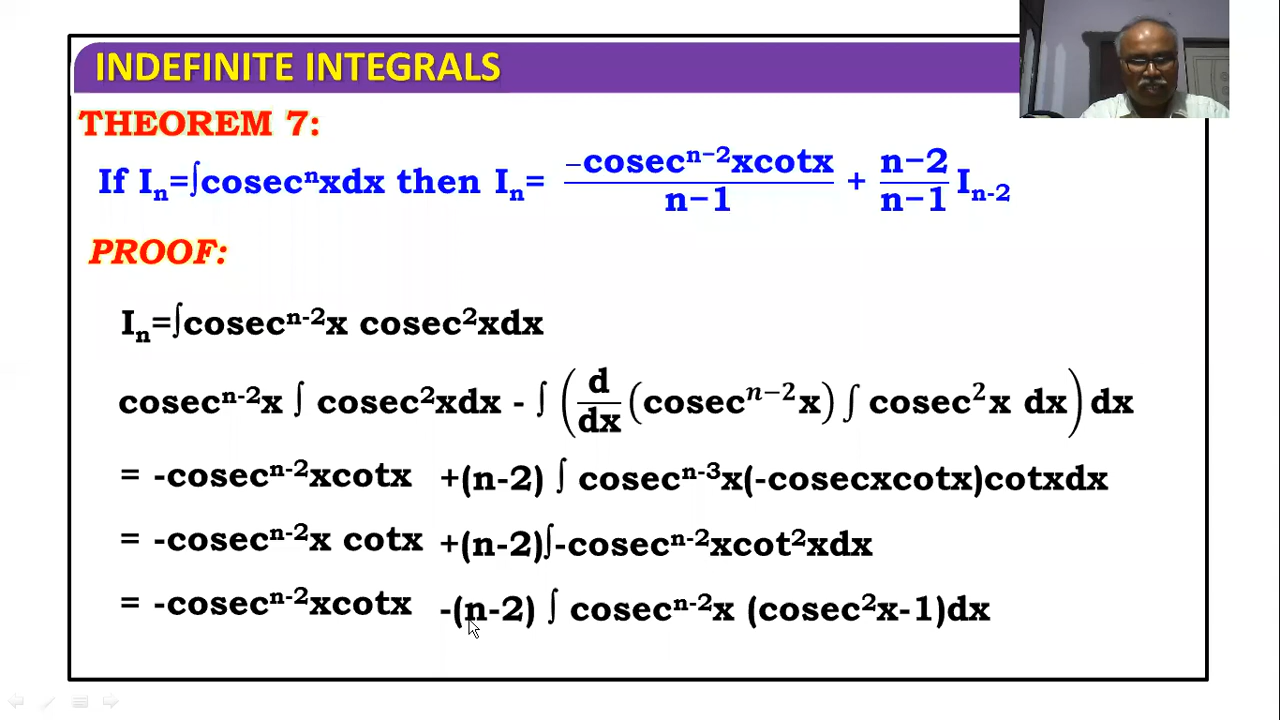 INDEFINITE INTEGRALS
THEOREM 7:
If Iₙ=∫cosecⁿxdx then Iₙ= −cosecⁿ⁻²xcotx/n−1 + n−2/n−1 Iₙ₋₂
PROOF:
Iₙ=∫cosecⁿ⁻²x cosec²xdx
cosecⁿ⁻²x ∫ cosec²xdx - ∫ (d/dx (cosecⁿ⁻²x) ∫ cosec²x dx) dx
= -cosecⁿ⁻²xcotx +(n-2) ∫ cosecⁿ⁻³x(-cosecxcotx)cotxdx
= -cosecⁿ⁻²x cotx +(n-2)∫-cosecⁿ⁻²xcot²xdx
= -cosecⁿ⁻²xcotx -(n-2) ∫ cosecⁿ⁻²x (cosec²x-1)dx